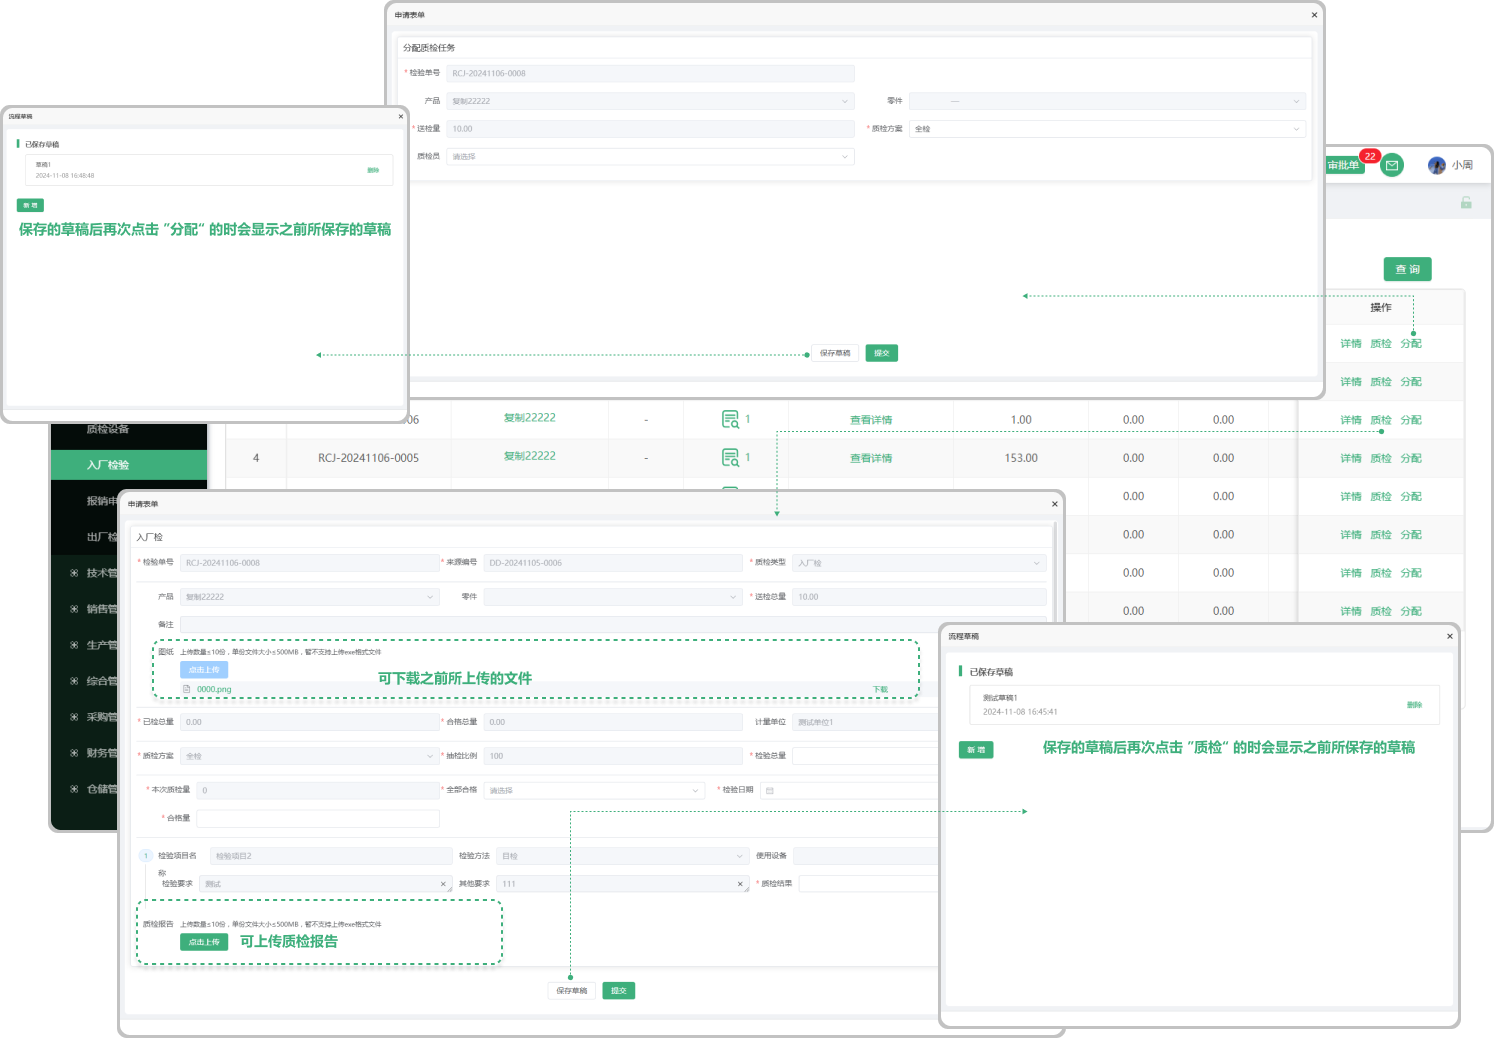 申请表单
×
分配质检任务
* 检验单号 RCJ-20241106-0008
产品 复制22222 零件 —
* 送检量 10.00 * 质检方案 全检
质检员 请选择
保存草稿 提交
流程草稿
×
已保存草稿
草稿1
2024-11-08 16:48:48
删除
新 增
保存的草稿后再次点击 “分配” 的时会显示之前所保存的草稿
审批单 22 小周
查 询
操作
详情 质检 分配
详情 质检 分配
06 复制22222 - 1 查看详情 1.00 0.00 0.00 详情 质检 分配
4 RCJ-20241106-0005 复制22222 - 1 查看详情 153.00 0.00 0.00 详情 质检 分配
0.00 0.00 详情 质检 分配
0.00 0.00 详情 质检 分配
0.00 0.00 详情 质检 分配
0.00 0.00 详情 质检 分配
质检设备
入厂检验
报销申
出厂检
技术管
销售管
生产管
综合管
采购管
财务管
仓储管
申请表单
×
入厂检
* 检验单号 RCJ-20241106-0008 * 来源编号 DD-20241105-0006 * 质检类型 入厂检
产品 复制22222 零件 * 送检总量 10.00
备注
图纸 上传数量≤10份，单份文件大小≤500MB，暂不支持上传exe格式文件
点击上传
可下载之前所上传的文件
0000.png 下载
* 已检总量 0.00 * 合格总量 0.00 计量单位 测试单位1
* 质检方案 全检 * 抽检比例 100 * 检验总量
* 本次质检量 0 * 全部合格 请选择 * 检验日期
* 合格量
1 检验项目名称 检验项目2 检验方法 目检 使用设备
检验要求 测试 × 其他要求 111 × * 质检结果
质检报告 上传数量≤10份，单份文件大小≤500MB，暂不支持上传exe格式文件
点击上传 可上传质检报告
保存草稿 提交
流程草稿
×
已保存草稿
测试草稿1
2024-11-08 16:45:41
删除
新 增
保存的草稿后再次点击 “质检” 的时会显示之前所保存的草稿